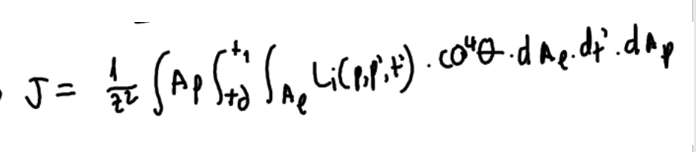 J = 1/z² ∫Ap ∫t0^t1 ∫Ae Li(p,p',t') · cos⁴θ · dAe · dt' · dAp